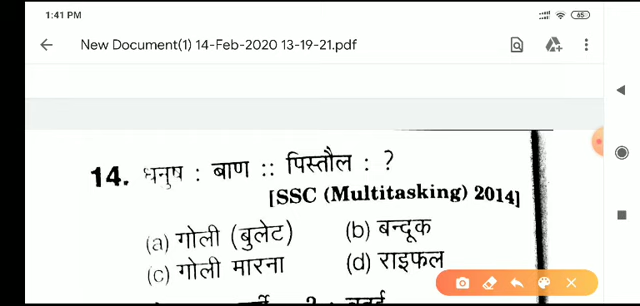 1:41 PM 65
New Document(1) 14-Feb-2020 13-19-21.pdf
14. धनुष : बाण :: पिस्तौल : ?
[SSC (Multitasking) 2014]
(a) गोली (बुलेट) (b) बन्दूक
(c) गोली मारना (d) राइफल